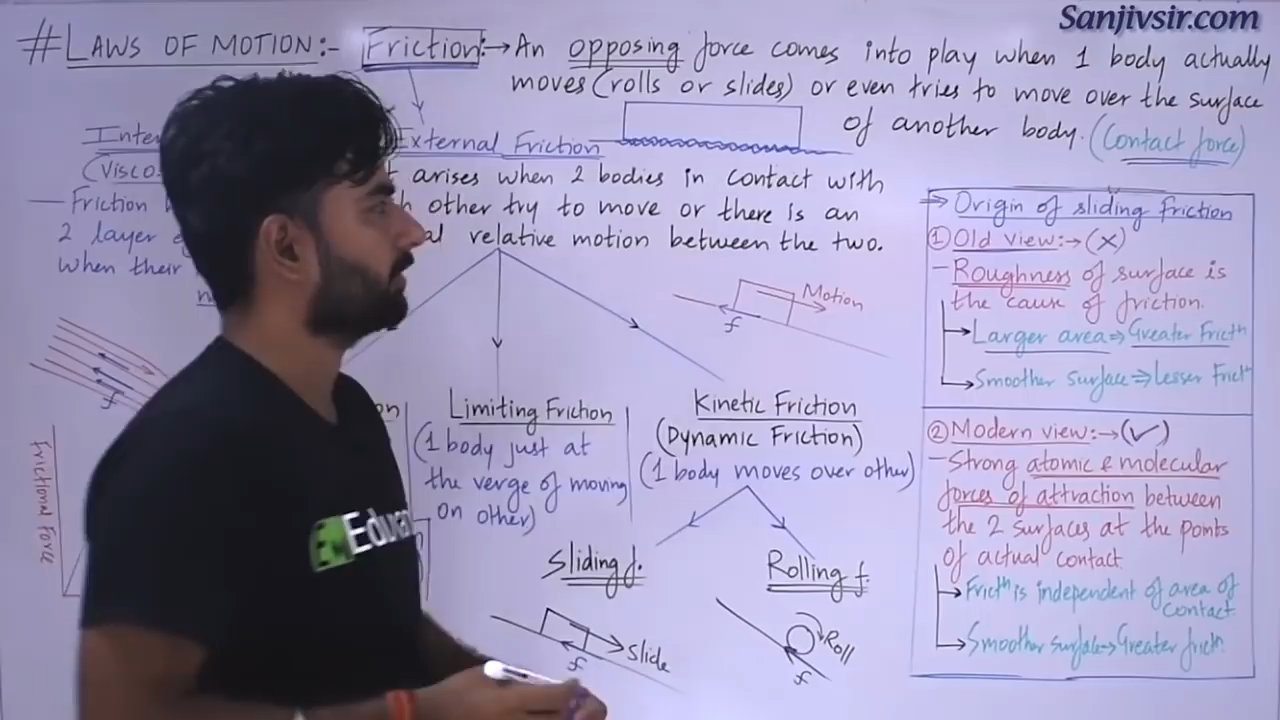 Sanjivsir.com
#LAWS OF MOTION:- Friction:→An opposing force comes into play when 1 body actually
moves (rolls or slides) or even tries to move over the surface
of another body. (Contact force)
External Friction
arises when 2 bodies in contact with
other try to move or there is an
relative motion between the two.
(Visco
— Friction
2 layer
when their
f
Frictional Force
Motion
f
Limiting Friction
(1 body just at
the verge of moving
on other)
Kinetic Friction
(Dynamic Friction)
(1 body moves over other)
Sliding f.
Slide
f
Rolling f.
Roll
f
→ Origin of sliding friction
① Old view:→(×)
- Roughness of surface is
the cause of friction.
→ Larger area ⇒ Greater Frictn
→ Smoother surface ⇒ Lesser Frictn
② Modern view:→(✓)
- Strong atomic & molecular
forces of attraction between
the 2 surfaces at the points
of actual contact.
→ Frictn is independent of area of
contact.
→ Smoother surface ⇒ Greater frictn.